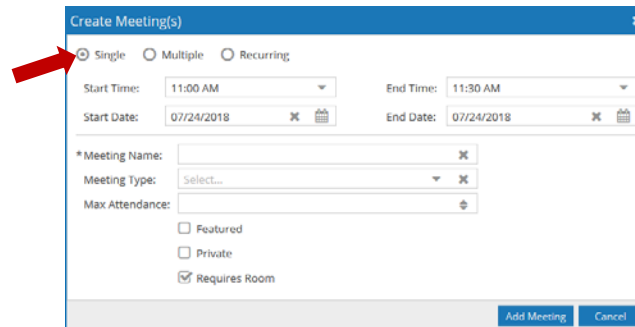 Create Meeting(s)
Single Multiple Recurring
Start Time: 11:00 AM End Time: 11:30 AM
Start Date: 07/24/2018 End Date: 07/24/2018
*Meeting Name:
Meeting Type: Select...
Max Attendance:
Featured
Private
Requires Room
Add Meeting Cancel